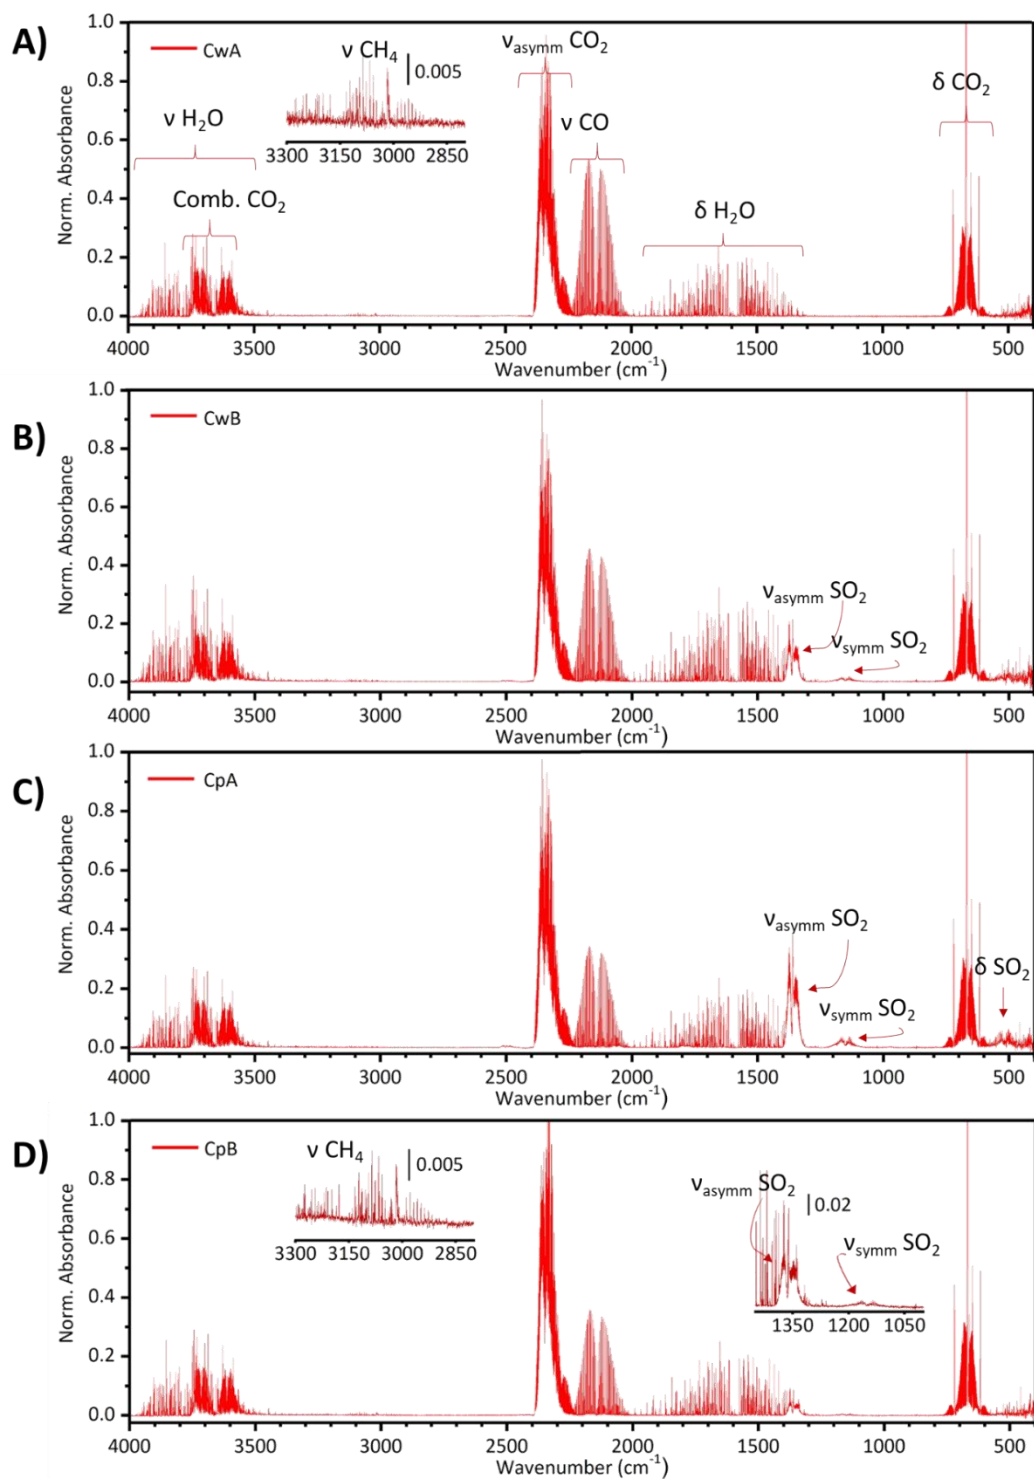 A)
CwA
ν H₂O
Comb. CO₂
ν CH₄
0.005
3300 3150 3000 2850
νasymm CO₂
ν CO
δ H₂O
δ CO₂
Norm. Absorbance
1.0
0.8
0.6
0.4
0.2
0.0
4000 3500 3000 2500 2000 1500 1000 500
Wavenumber (cm⁻¹)
B)
CwB
νasymm SO₂
νsymm SO₂
Norm. Absorbance
1.0
0.8
0.6
0.4
0.2
0.0
4000 3500 3000 2500 2000 1500 1000 500
Wavenumber (cm⁻¹)
C)
CpA
νasymm SO₂
νsymm SO₂
δ SO₂
Norm. Absorbance
1.0
0.8
0.6
0.4
0.2
0.0
4000 3500 3000 2500 2000 1500 1000 500
Wavenumber (cm⁻¹)
D)
CpB
ν CH₄
0.005
3300 3150 3000 2850
νasymm SO₂
0.02
νsymm SO₂
1350 1200 1050
Norm. Absorbance
1.0
0.8
0.6
0.4
0.2
0.0
4000 3500 3000 2500 2000 1500 1000 500
Wavenumber (cm⁻¹)